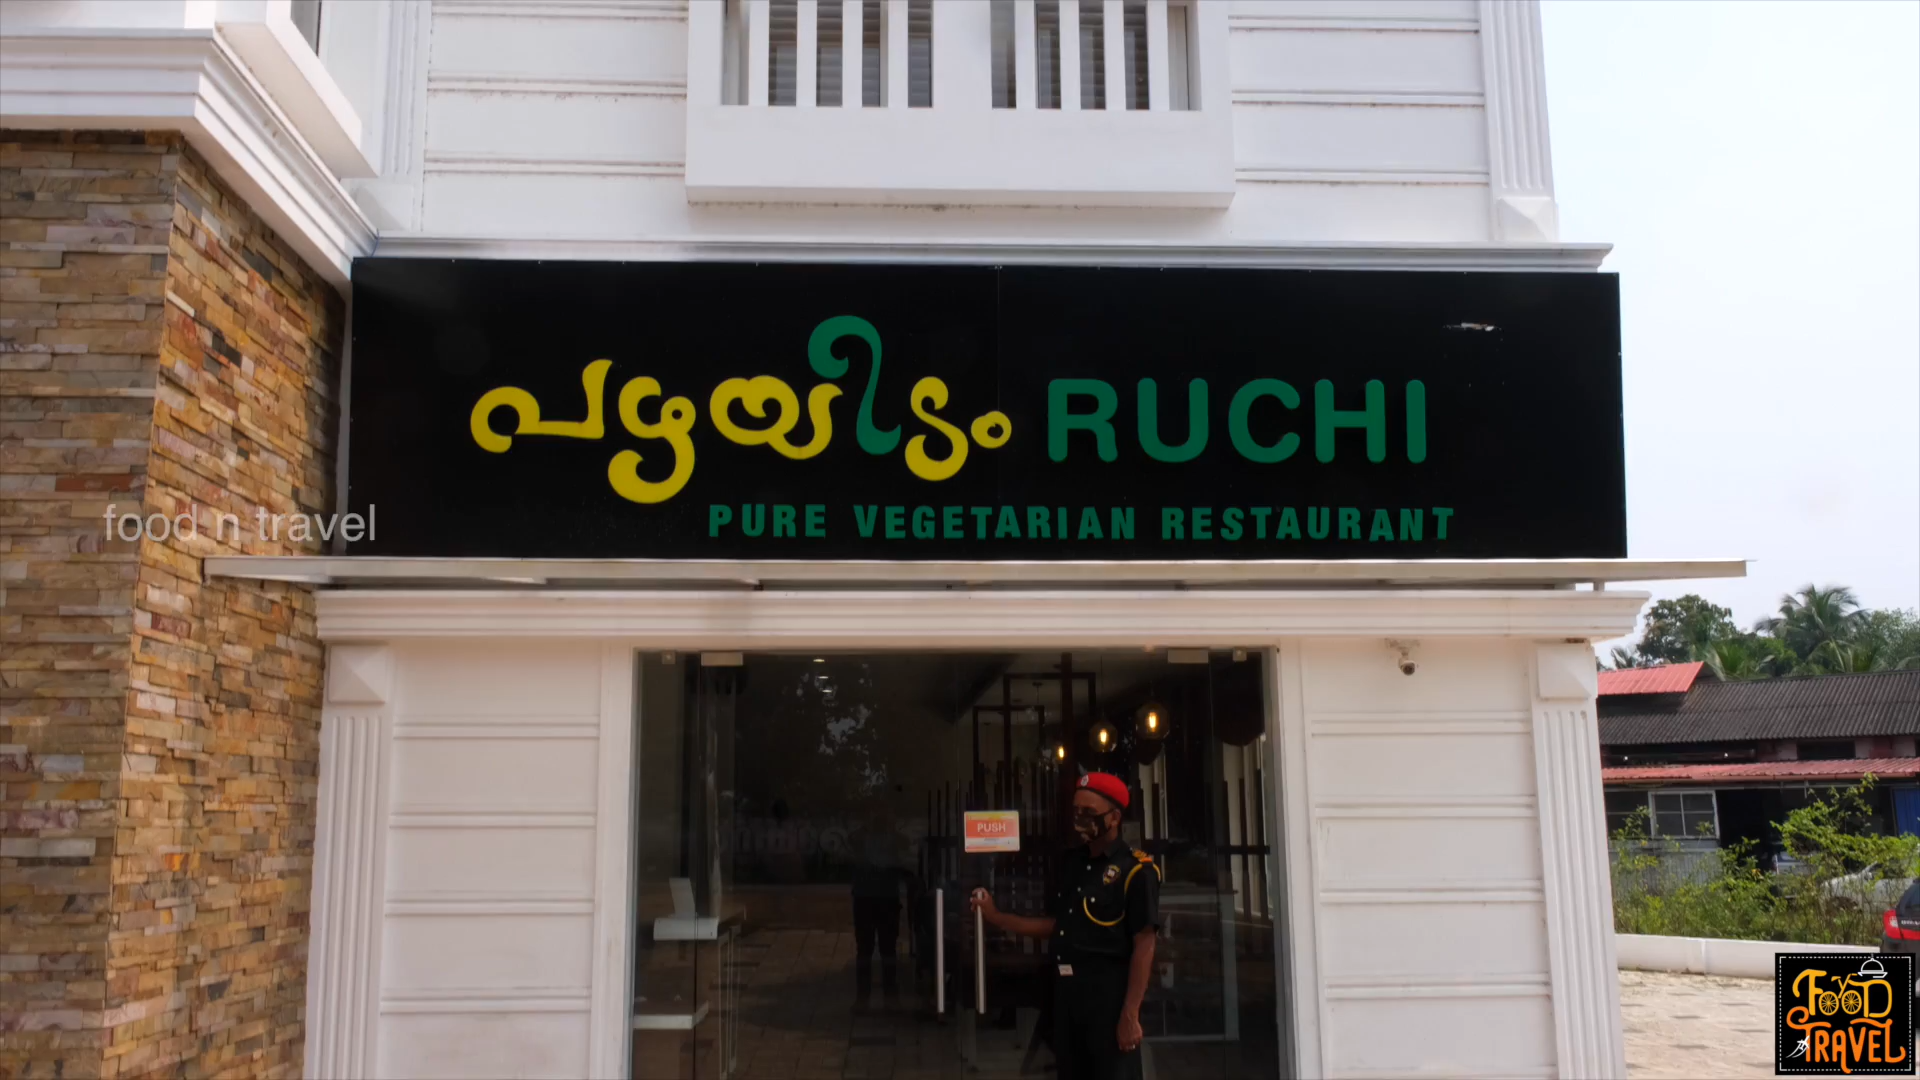 പഴയിടം RUCHI
PURE VEGETARIAN RESTAURANT
food n travel
PUSH
FOOD
TRAVEL